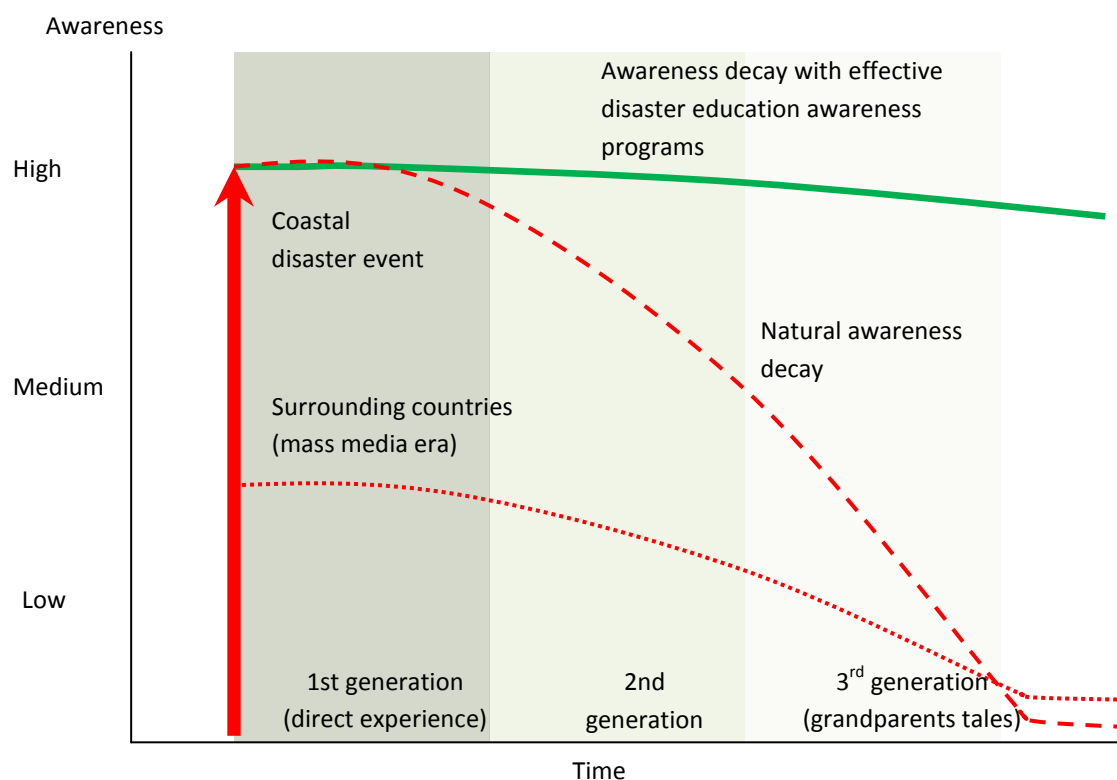 Awareness
Awareness decay with effective
disaster education awareness
programs
High
Coastal
disaster event
Natural awareness
decay
Medium
Surrounding countries
(mass media era)
Low
1st generation
(direct experience)
2nd
generation
3rd generation
(grandparents tales)
Time